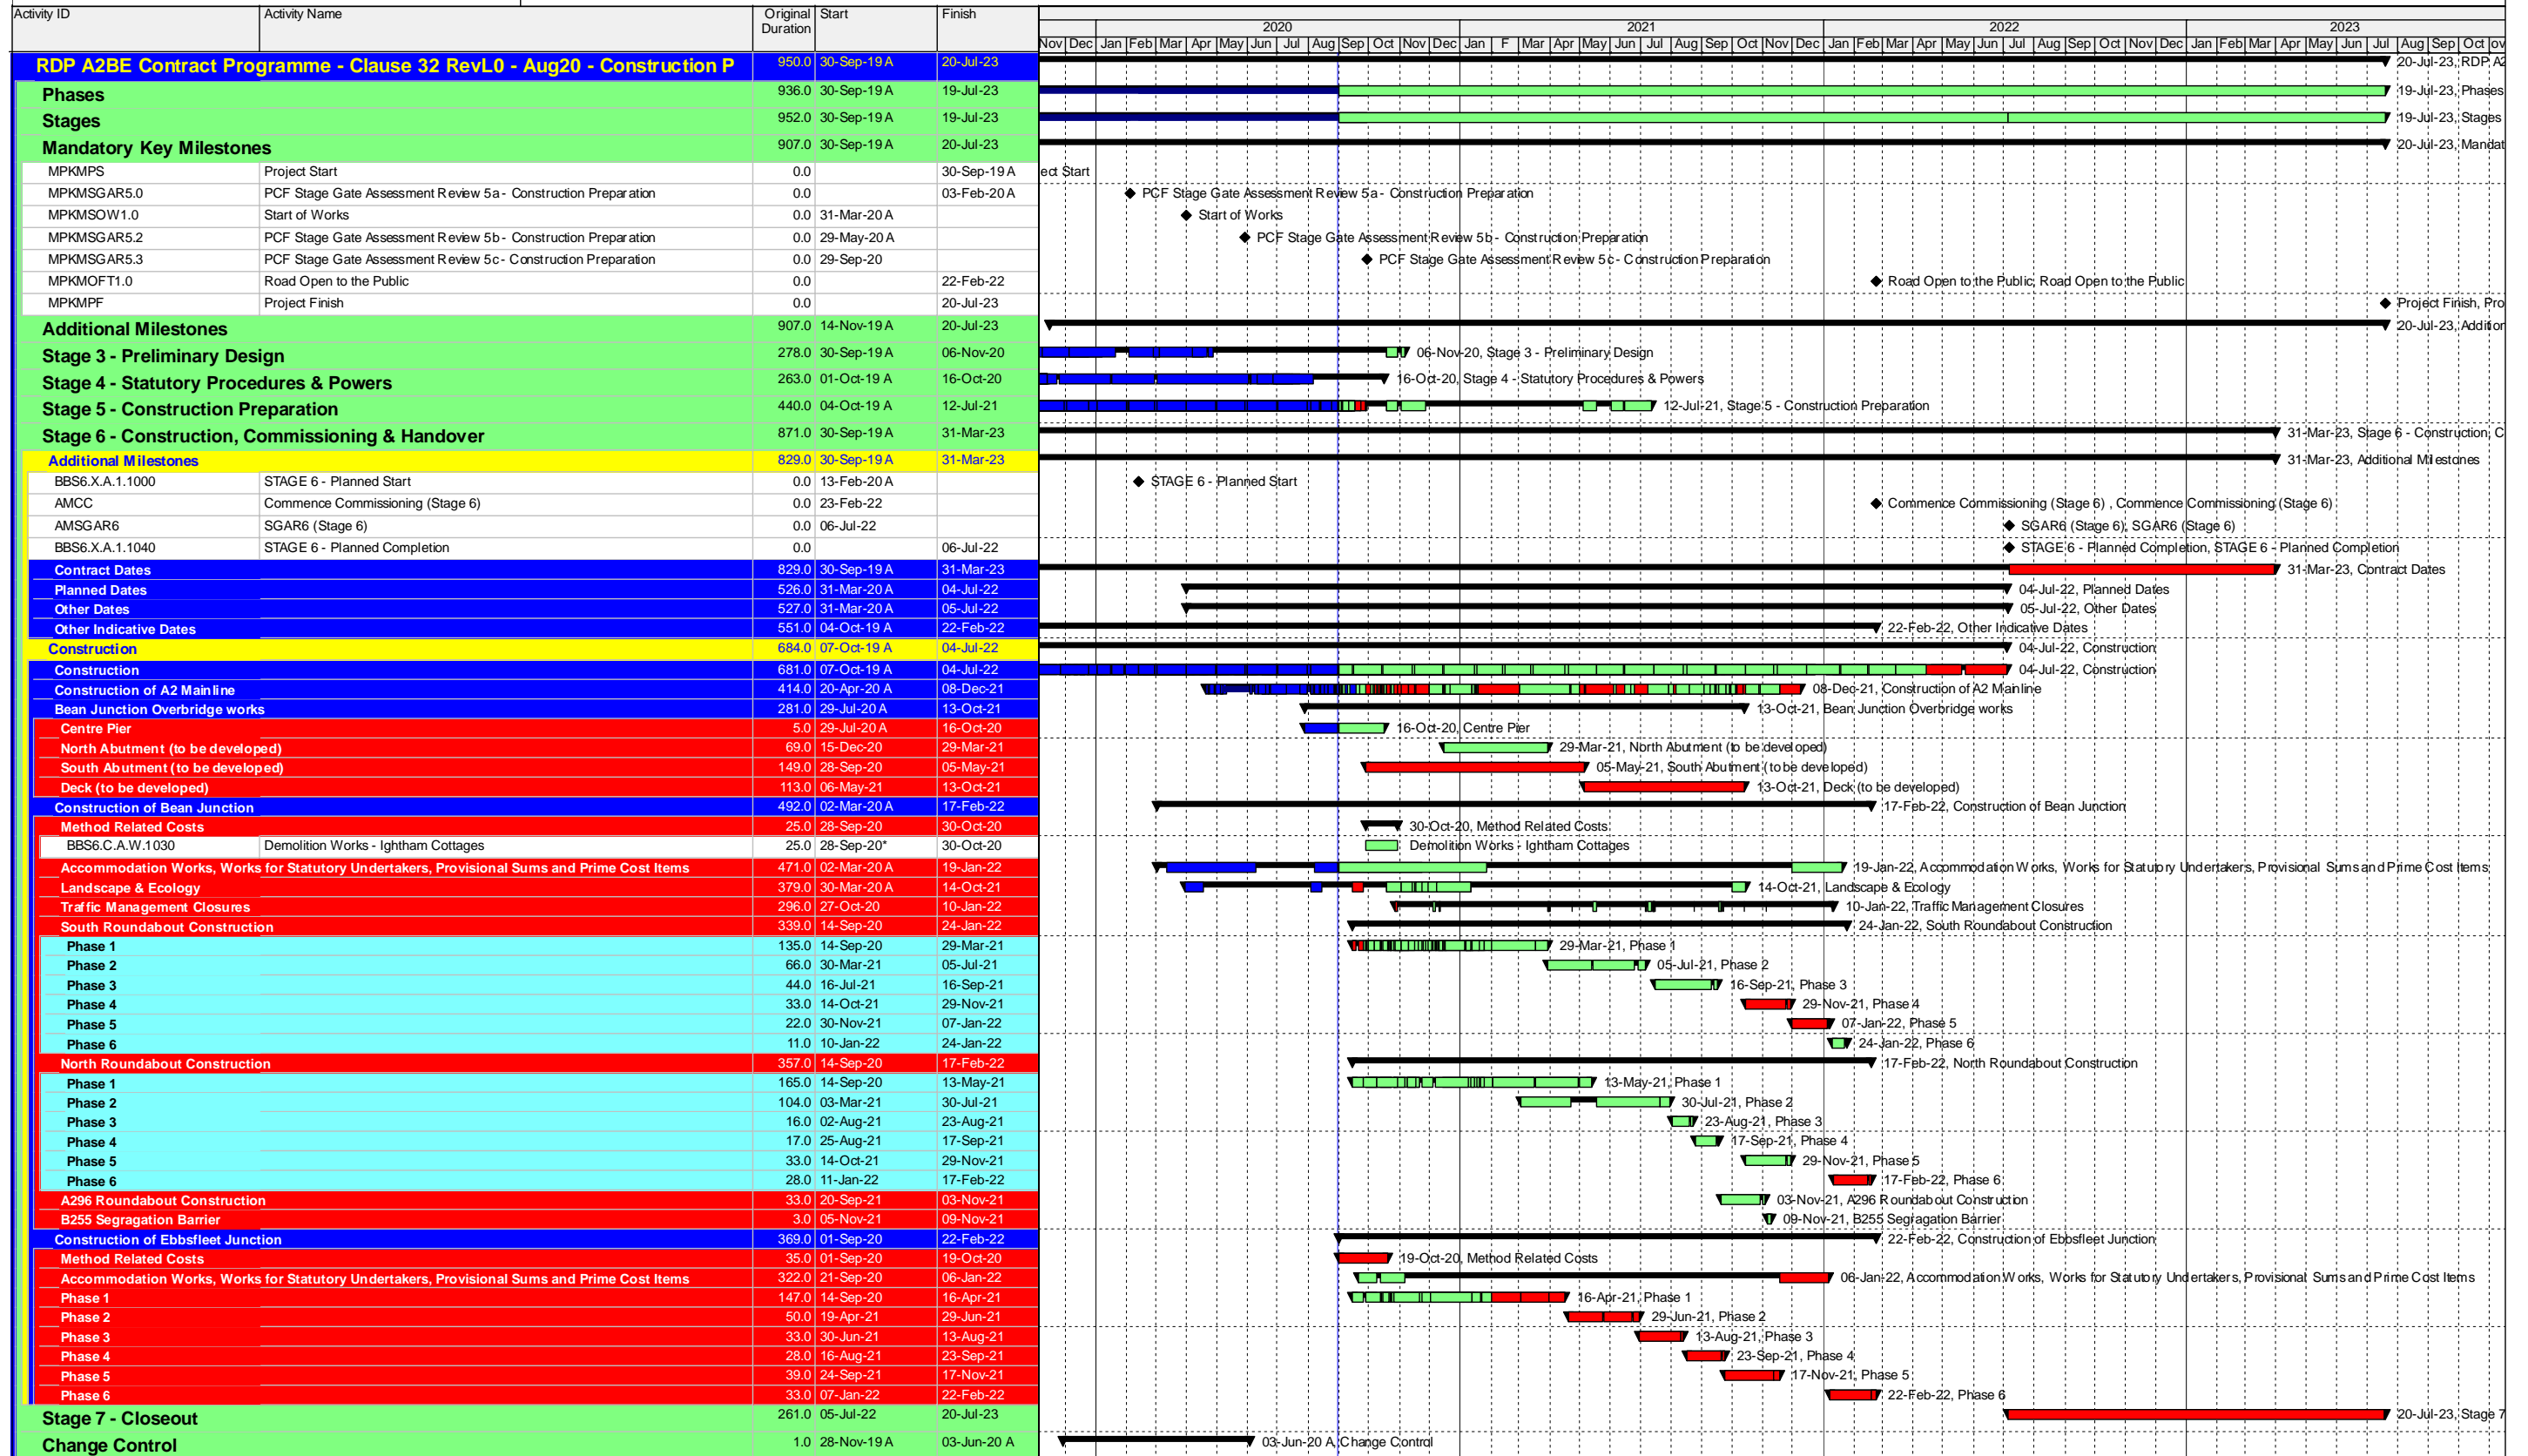 Activity ID Activity Name Original Duration Start Finish
2020 2021 2022 2023
Nov Dec Jan Feb Mar Apr May Jun Jul Aug Sep Oct Nov Dec Jan F Mar Apr May Jun Jul Aug Sep Oct Nov Dec Jan Feb Mar Apr May Jun Jul Aug Sep Oct Nov Dec Jan Feb Mar Apr May Jun Jul Aug Sep Oct ov
RDP A2BE Contract Programme - Clause 32 RevL0 - Aug20 - Construction P 950.0 30-Sep-19 A 20-Jul-23 20-Jul-23, RDP A2
Phases 936.0 30-Sep-19 A 19-Jul-23 19-Jul-23, Phases
Stages 952.0 30-Sep-19 A 19-Jul-23 19-Jul-23, Stages
Mandatory Key Milestones 907.0 30-Sep-19 A 20-Jul-23 20-Jul-23, Mandat
MPKMPS Project Start 0.0 30-Sep-19 A ect Start
MPKMSGAR5.0 PCF Stage Gate Assessment Review 5a - Construction Preparation 0.0 03-Feb-20 A PCF Stage Gate Assessment Review 5a - Construction Preparation
MPKMSOW1.0 Start of Works 0.0 31-Mar-20 A Start of Works
MPKMSGAR5.2 PCF Stage Gate Assessment Review 5b - Construction Preparation 0.0 29-May-20 A PCF Stage Gate Assessment Review 5b - Construction Preparation
MPKMSGAR5.3 PCF Stage Gate Assessment Review 5c - Construction Preparation 0.0 29-Sep-20 PCF Stage Gate Assessment Review 5c - Construction Preparation
MPKMOFT1.0 Road Open to the Public 0.0 22-Feb-22 Road Open to the Public, Road Open to the Public
MPKMPF Project Finish 0.0 20-Jul-23 Project Finish, Pro
Additional Milestones 907.0 14-Nov-19 A 20-Jul-23 20-Jul-23, Addition
Stage 3 - Preliminary Design 278.0 30-Sep-19 A 06-Nov-20 06-Nov-20, Stage 3 - Preliminary Design
Stage 4 - Statutory Procedures & Powers 263.0 01-Oct-19 A 16-Oct-20 16-Oct-20, Stage 4 - Statutory Procedures & Powers
Stage 5 - Construction Preparation 440.0 04-Oct-19 A 12-Jul-21 12-Jul-21, Stage 5 - Construction Preparation
Stage 6 - Construction, Commissioning & Handover 871.0 30-Sep-19 A 31-Mar-23 31-Mar-23, Stage 6 - Construction, C
Additional Milestones 829.0 30-Sep-19 A 31-Mar-23 31-Mar-23, Additional Milestones
BBS6.X.A.1.1000 STAGE 6 - Planned Start 0.0 13-Feb-20 A STAGE 6 - Planned Start
AMCC Commence Commissioning (Stage 6) 0.0 23-Feb-22 Commence Commissioning (Stage 6) , Commence Commissioning (Stage 6)
AMSGAR6 SGAR6 (Stage 6) 0.0 06-Jul-22 SGAR6 (Stage 6), SGAR6 (Stage 6)
BBS6.X.A.1.1040 STAGE 6 - Planned Completion 0.0 06-Jul-22 STAGE 6 - Planned Completion, STAGE 6 - Planned Completion
Contract Dates 829.0 30-Sep-19 A 31-Mar-23 31-Mar-23, Contract Dates
Planned Dates 526.0 31-Mar-20 A 04-Jul-22 04-Jul-22, Planned Dates
Other Dates 527.0 31-Mar-20 A 05-Jul-22 05-Jul-22, Other Dates
Other Indicative Dates 551.0 04-Oct-19 A 22-Feb-22 22-Feb-22, Other Indicative Dates
Construction 684.0 07-Oct-19 A 04-Jul-22 04-Jul-22, Construction
Construction 681.0 07-Oct-19 A 04-Jul-22 04-Jul-22, Construction
Construction of A2 Mainline 414.0 20-Apr-20 A 08-Dec-21 08-Dec-21, Construction of A2 Mainline
Bean Junction Overbridge works 281.0 29-Jul-20 A 13-Oct-21 13-Oct-21, Bean Junction Overbridge works
Centre Pier 5.0 29-Jul-20 A 16-Oct-20 16-Oct-20, Centre Pier
North Abutment (to be developed) 69.0 15-Dec-20 29-Mar-21 29-Mar-21, North Abutment (to be developed)
South Abutment (to be developed) 149.0 28-Sep-20 05-May-21 05-May-21, South Abutment (to be developed)
Deck (to be developed) 113.0 06-May-21 13-Oct-21 13-Oct-21, Deck (to be developed)
Construction of Bean Junction 492.0 02-Mar-20 A 17-Feb-22 17-Feb-22, Construction of Bean Junction
Method Related Costs 25.0 28-Sep-20 30-Oct-20 30-Oct-20, Method Related Costs
BBS6.C.A.W.1030 Demolition Works - Ightham Cottages 25.0 28-Sep-20* 30-Oct-20 Demolition Works - Ightham Cottages
Accommodation Works, Works for Statutory Undertakers, Provisional Sums and Prime Cost Items 471.0 02-Mar-20 A 19-Jan-22 19-Jan-22, Accommodation Works, Works for Statutory Undertakers, Provisional Sums and Prime Cost Items
Landscape & Ecology 379.0 30-Mar-20 A 14-Oct-21 14-Oct-21, Landscape & Ecology
Traffic Management Closures 296.0 27-Oct-20 10-Jan-22 10-Jan-22, Traffic Management Closures
South Roundabout Construction 339.0 14-Sep-20 24-Jan-22 24-Jan-22, South Roundabout Construction
Phase 1 135.0 14-Sep-20 29-Mar-21 29-Mar-21, Phase 1
Phase 2 66.0 30-Mar-21 05-Jul-21 05-Jul-21, Phase 2
Phase 3 44.0 16-Jul-21 16-Sep-21 16-Sep-21, Phase 3
Phase 4 33.0 14-Oct-21 29-Nov-21 29-Nov-21, Phase 4
Phase 5 22.0 30-Nov-21 07-Jan-22 07-Jan-22, Phase 5
Phase 6 11.0 10-Jan-22 24-Jan-22 24-Jan-22, Phase 6
North Roundabout Construction 357.0 14-Sep-20 17-Feb-22 17-Feb-22, North Roundabout Construction
Phase 1 165.0 14-Sep-20 13-May-21 13-May-21, Phase 1
Phase 2 104.0 03-Mar-21 30-Jul-21 30-Jul-21, Phase 2
Phase 3 16.0 02-Aug-21 23-Aug-21 23-Aug-21, Phase 3
Phase 4 17.0 25-Aug-21 17-Sep-21 17-Sep-21, Phase 4
Phase 5 33.0 14-Oct-21 29-Nov-21 29-Nov-21, Phase 5
Phase 6 28.0 11-Jan-22 17-Feb-22 17-Feb-22, Phase 6
A296 Roundabout Construction 33.0 20-Sep-21 03-Nov-21 03-Nov-21, A296 Roundabout Construction
B255 Segragation Barrier 3.0 05-Nov-21 09-Nov-21 09-Nov-21, B255 Segragation Barrier
Construction of Ebbsfleet Junction 369.0 01-Sep-20 22-Feb-22 22-Feb-22, Construction of Ebbsfleet Junction
Method Related Costs 35.0 01-Sep-20 19-Oct-20 19-Oct-20, Method Related Costs
Accommodation Works, Works for Statutory Undertakers, Provisional Sums and Prime Cost Items 322.0 21-Sep-20 06-Jan-22 06-Jan-22, Accommodation Works, Works for Statutory Undertakers, Provisional Sums and Prime Cost Items
Phase 1 147.0 14-Sep-20 16-Apr-21 16-Apr-21, Phase 1
Phase 2 50.0 19-Apr-21 29-Jun-21 29-Jun-21, Phase 2
Phase 3 33.0 30-Jun-21 13-Aug-21 13-Aug-21, Phase 3
Phase 4 28.0 16-Aug-21 23-Sep-21 23-Sep-21, Phase 4
Phase 5 39.0 24-Sep-21 17-Nov-21 17-Nov-21, Phase 5
Phase 6 33.0 07-Jan-22 22-Feb-22 22-Feb-22, Phase 6
Stage 7 - Closeout 261.0 05-Jul-22 20-Jul-23 20-Jul-23, Stage 7
Change Control 1.0 28-Nov-19 A 03-Jun-20 A 03-Jun-20 A, Change Control